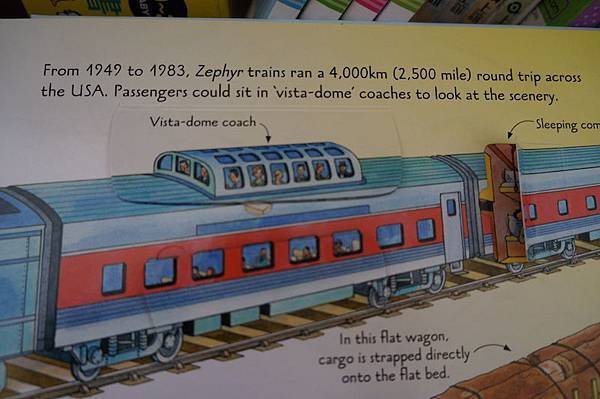 From 1949 to 1983, Zephyr trains ran a 4,000km (2,500 mile) round trip across
the USA. Passengers could sit in ‘vista-dome’ coaches to look at the scenery.
Vista-dome coach
Sleeping com
In this flat wagon,
cargo is strapped directly
onto the flat bed.